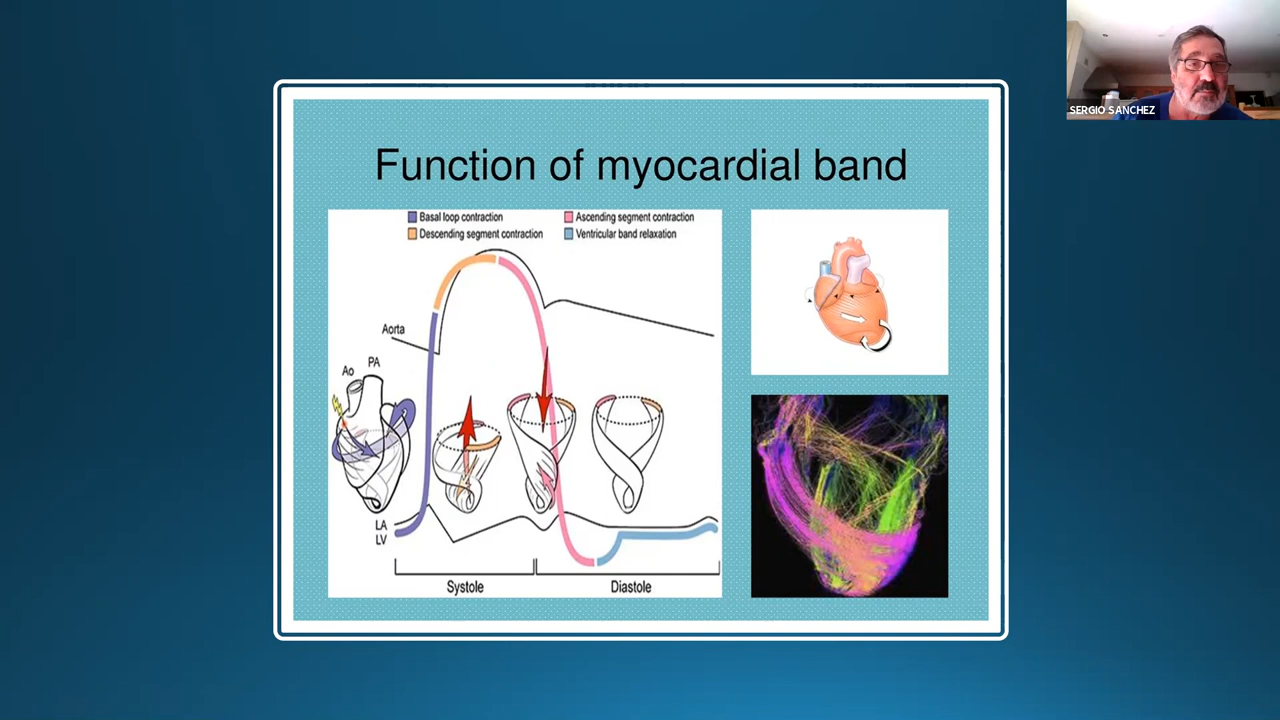 SERGIO SANCHEZ
Function of myocardial band
Basal loop contraction
Ascending segment contraction
Descending segment contraction
Ventricular band relaxation
Aorta
Ao
PA
LA
LV
Systole
Diastole